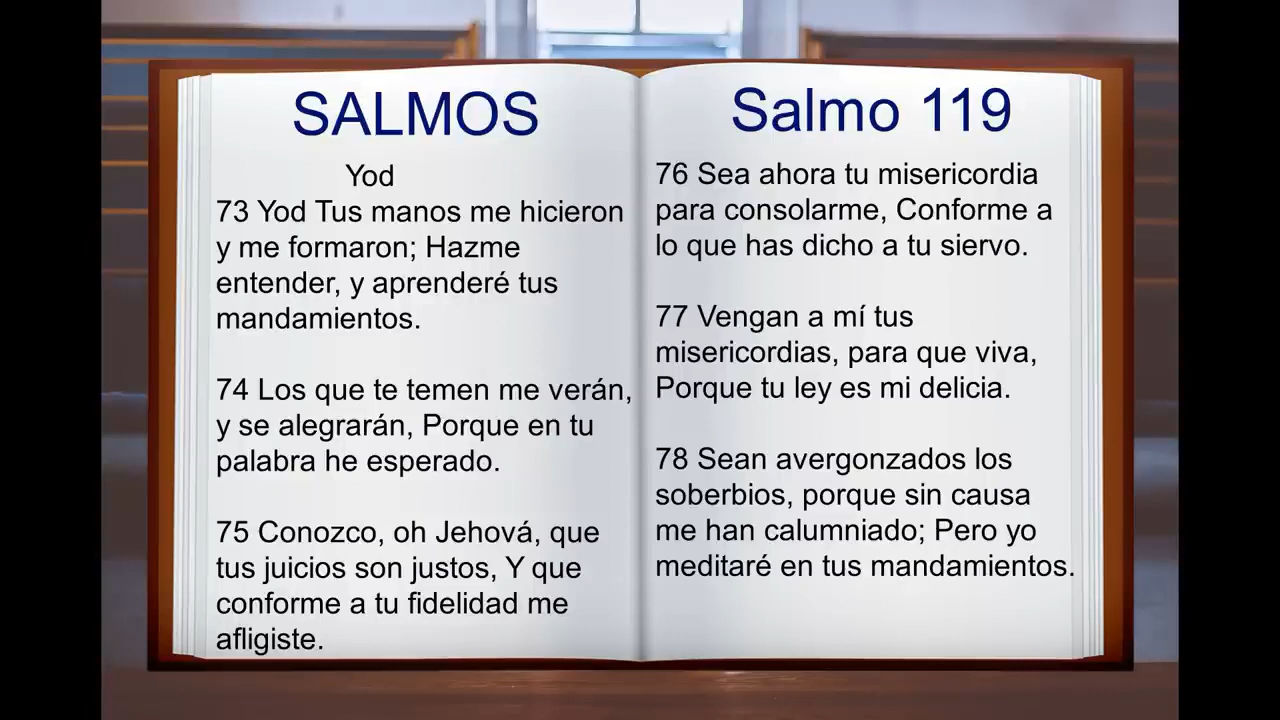 SALMOS
Yod
73 Yod Tus manos me hicieron
y me formaron; Hazme
entender, y aprenderé tus
mandamientos.
74 Los que te temen me verán,
y se alegrarán, Porque en tu
palabra he esperado.
75 Conozco, oh Jehová, que
tus juicios son justos, Y que
conforme a tu fidelidad me
afligiste.
Salmo 119
76 Sea ahora tu misericordia
para consolarme, Conforme a
lo que has dicho a tu siervo.
77 Vengan a mí tus
misericordias, para que viva,
Porque tu ley es mi delicia.
78 Sean avergonzados los
soberbios, porque sin causa
me han calumniado; Pero yo
meditaré en tus mandamientos.